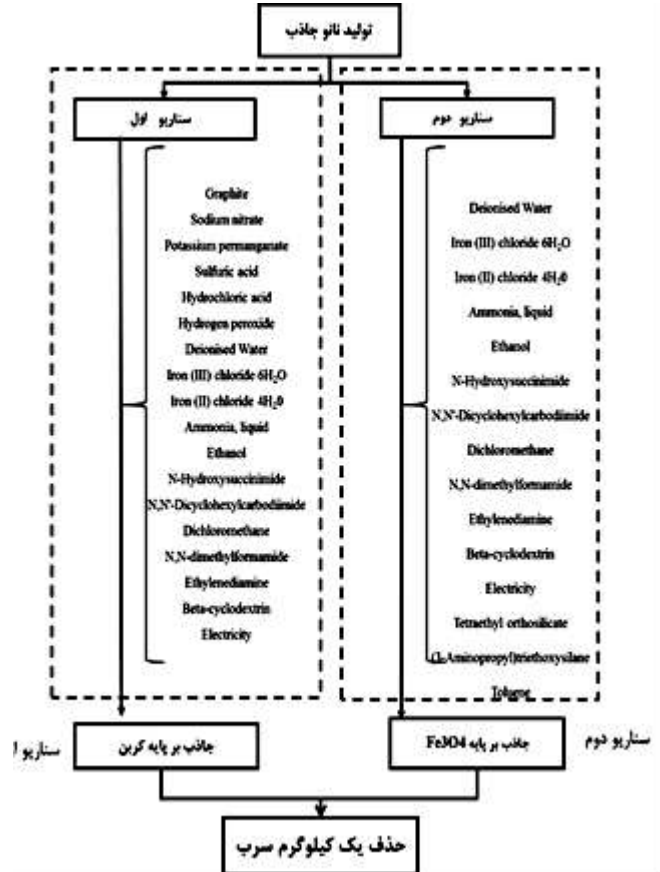 تولید نانو جاذب
سناریو اول
Graphite
Sodium nitrate
Potassium permanganate
Sulfuric acid
Hydrochloric acid
Hydrogen peroxide
Deionised Water
Iron (III) chloride 6H₂O
Iron (II) chloride 4H₂0
Ammonia, liquid
Ethanol
N-Hydroxysuccinimide
N,N'-Dicyclohexylcarbodiimide
Dichloromethane
N,N-dimethylformamide
Ethylenediamine
Beta-cyclodextrin
Electricity
سناریو دوم
Deionised Water
Iron (III) chloride 6H₂O
Iron (II) chloride 4H₂0
Ammonia, liquid
Ethanol
N-Hydroxysuccinimide
N,N'-Dicyclohexylcarbodiimide
Dichloromethane
N,N-dimethylformamide
Ethylenediamine
Beta-cyclodextrin
Electricity
Tetraethyl orthosilicate
Toluene
سناریو ا
جاذب بر پایه کربن
جاذب بر پایه Fe3O4
سناریو دوم
حذف یک کیلوگرم سرب